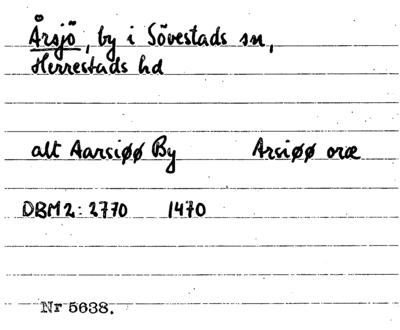 Årsjö, by i Sövestads sn,
Herrestads hd
alt Aarsiøø By Arsiøø oræ
DBM2: 2770 1470
Nr 5638.